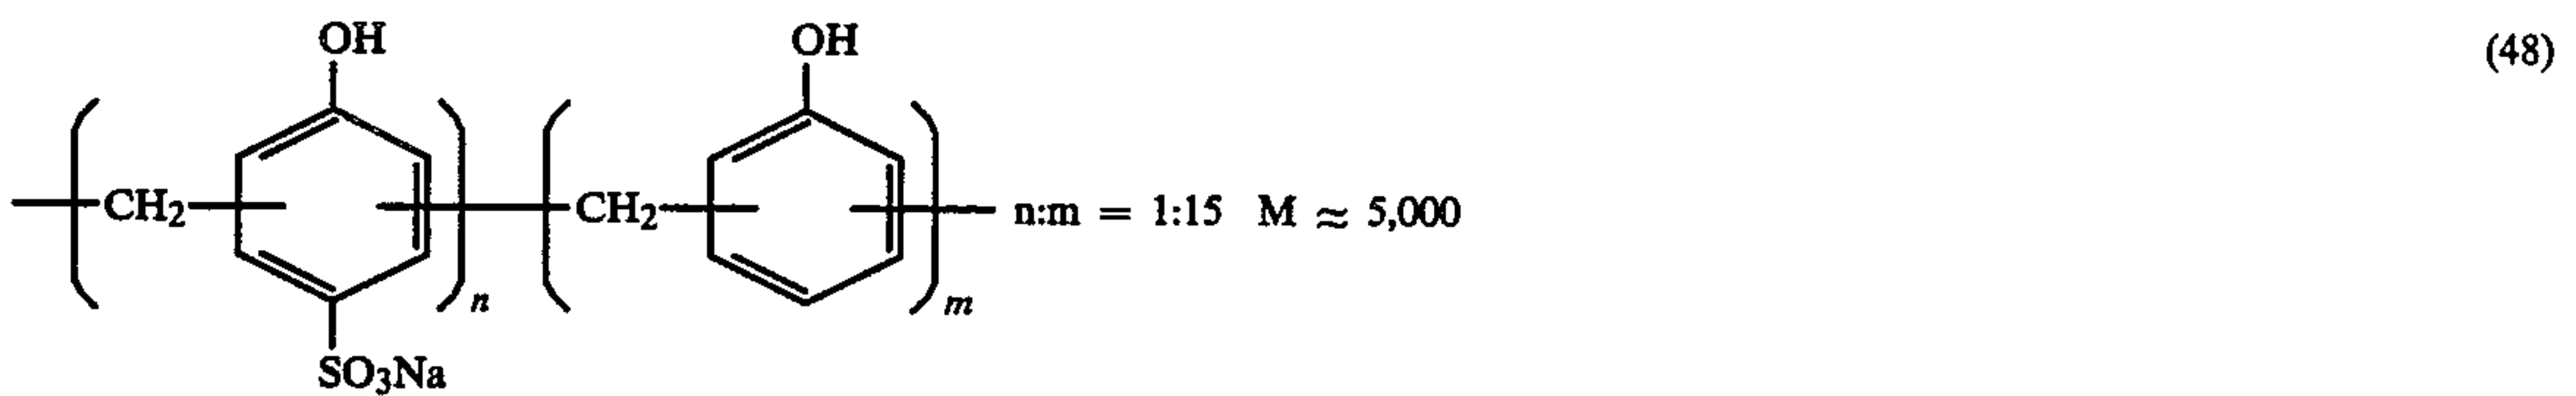 OH OH (48)
CH2 n CH2 m n:m = 1:15 M ≈ 5,000
SO3Na